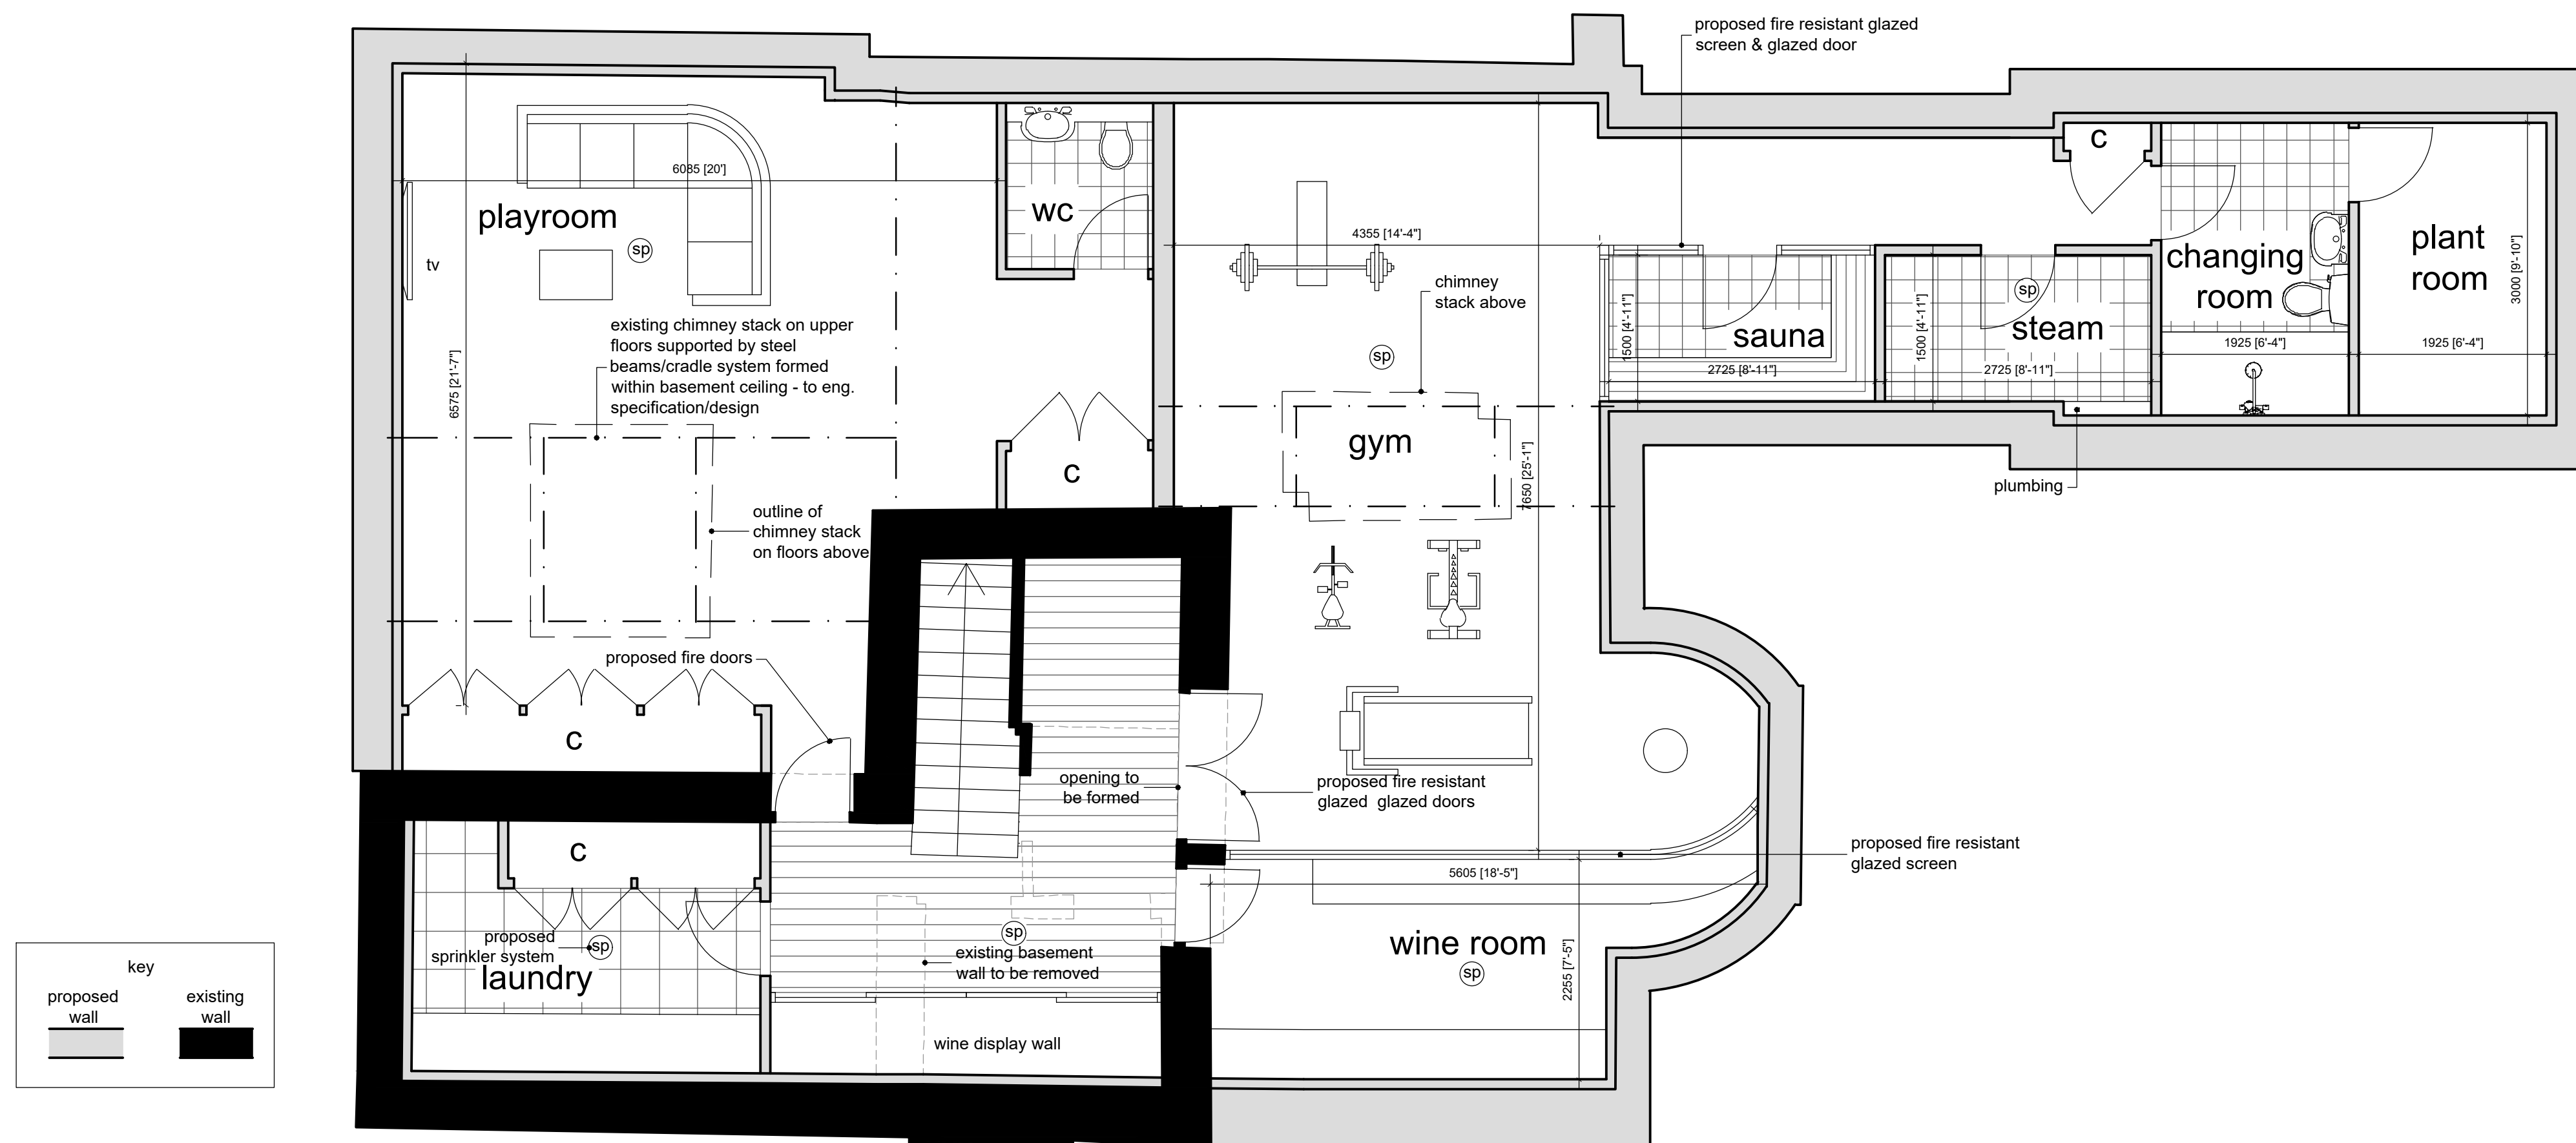 proposed fire resistant glazed
screen & glazed door
c
6085 [20']
playroom
sp
tv
wc
4355 [14'-4"]
chimney
stack above
sp
changing
room
plant
room
3000 [9'-10"]
sp
steam
sauna
1500 [4'-11"]
1500 [4'-11"]
2725 [8'-11"]
2725 [8'-11"]
1925 [6'-4"]
1925 [6'-4"]
existing chimney stack on upper
floors supported by steel
beams/cradle system formed
within basement ceiling - to eng.
specification/design
6575 [21'-7"]
gym
7650 [25'-1"]
c
plumbing
outline of
chimney stack
on floors above
proposed fire doors
c
opening to
be formed
proposed fire resistant
glazed glazed doors
proposed fire resistant
glazed screen
c
5605 [18'-5"]
proposed
sprinkler system
sp
laundry
sp
existing basement
wall to be removed
wine room
sp
2255 [7'-5"]
wine display wall
key
proposed
wall
existing
wall